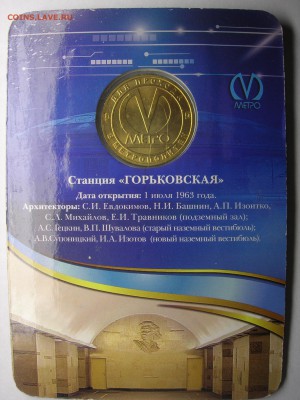 COINS.LAVE.RU
МЕТРО
МЕТРО
Станция «ГОРЬКОВСКАЯ»
Дата открытия: 1 июля 1963 года.
Архитекторы: С.И. Евдокимов, Н.И. Башнин, А.П. Изоитко,
С.Л. Михайлов, Е.И. Травников (подземный зал);
А.С. Гецкин, В.П. Шувалова (старый наземный вестибюль);
И.А. Изотов (новый наземный вестибюль)